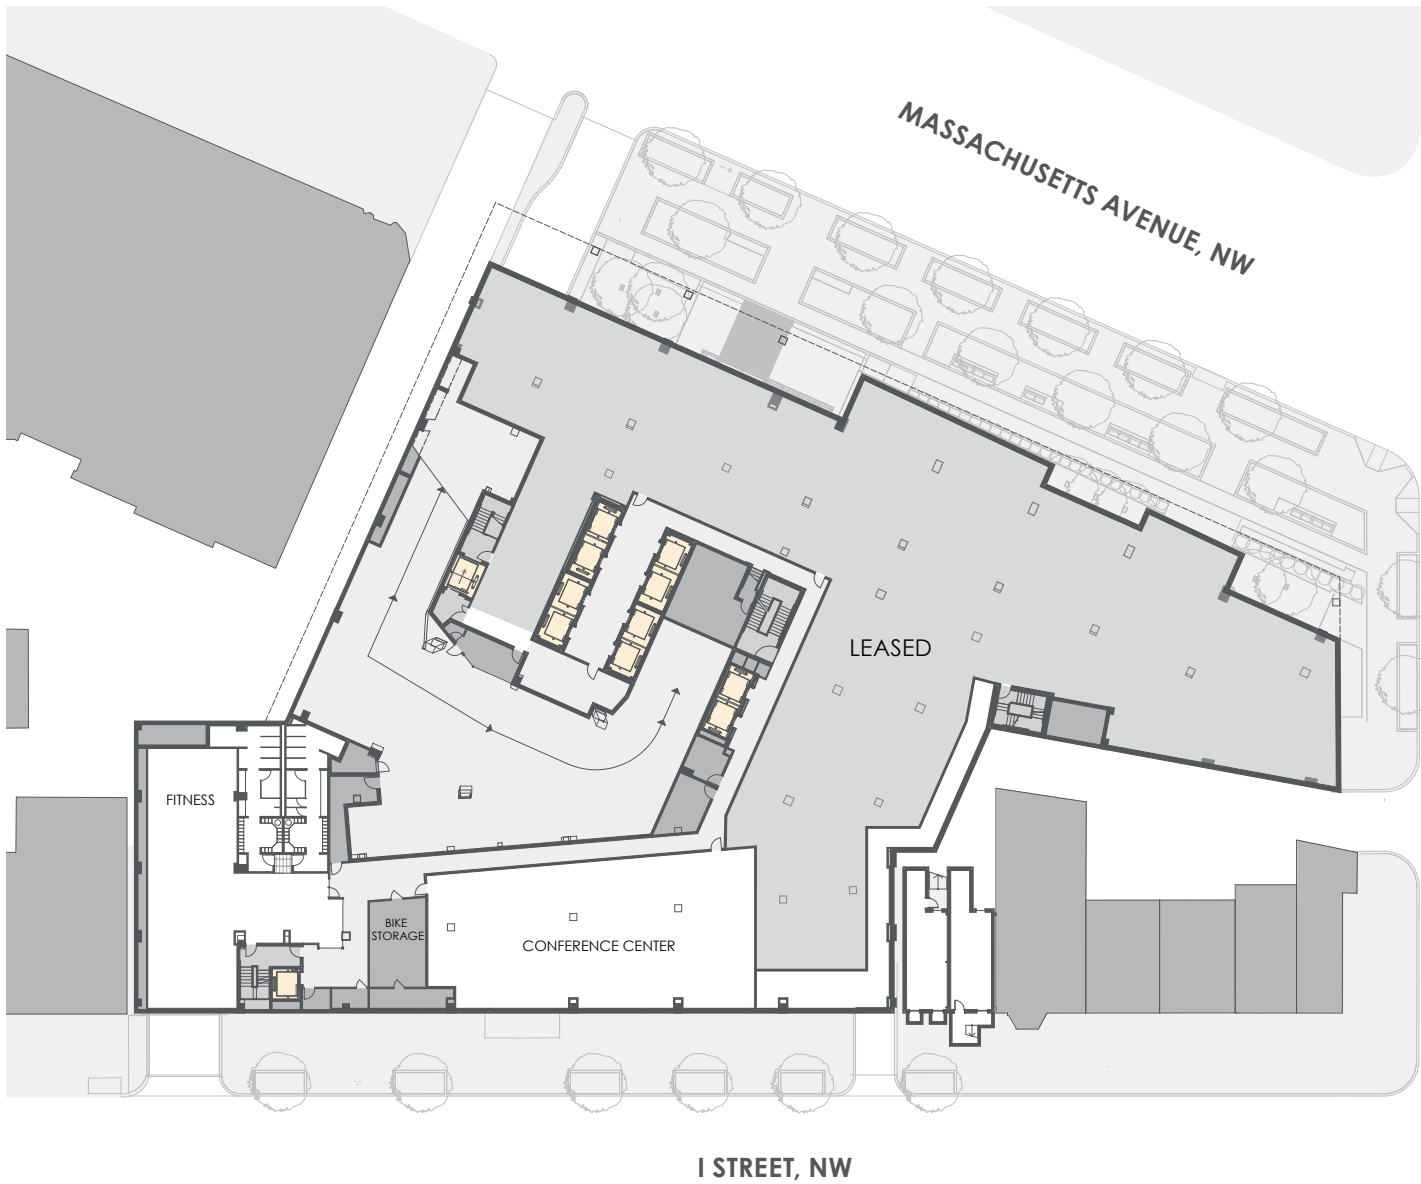 MASSACHUSETTS AVENUE, NW
LEASED
FITNESS
BIKE
STORAGE
CONFERENCE CENTER
I STREET, NW